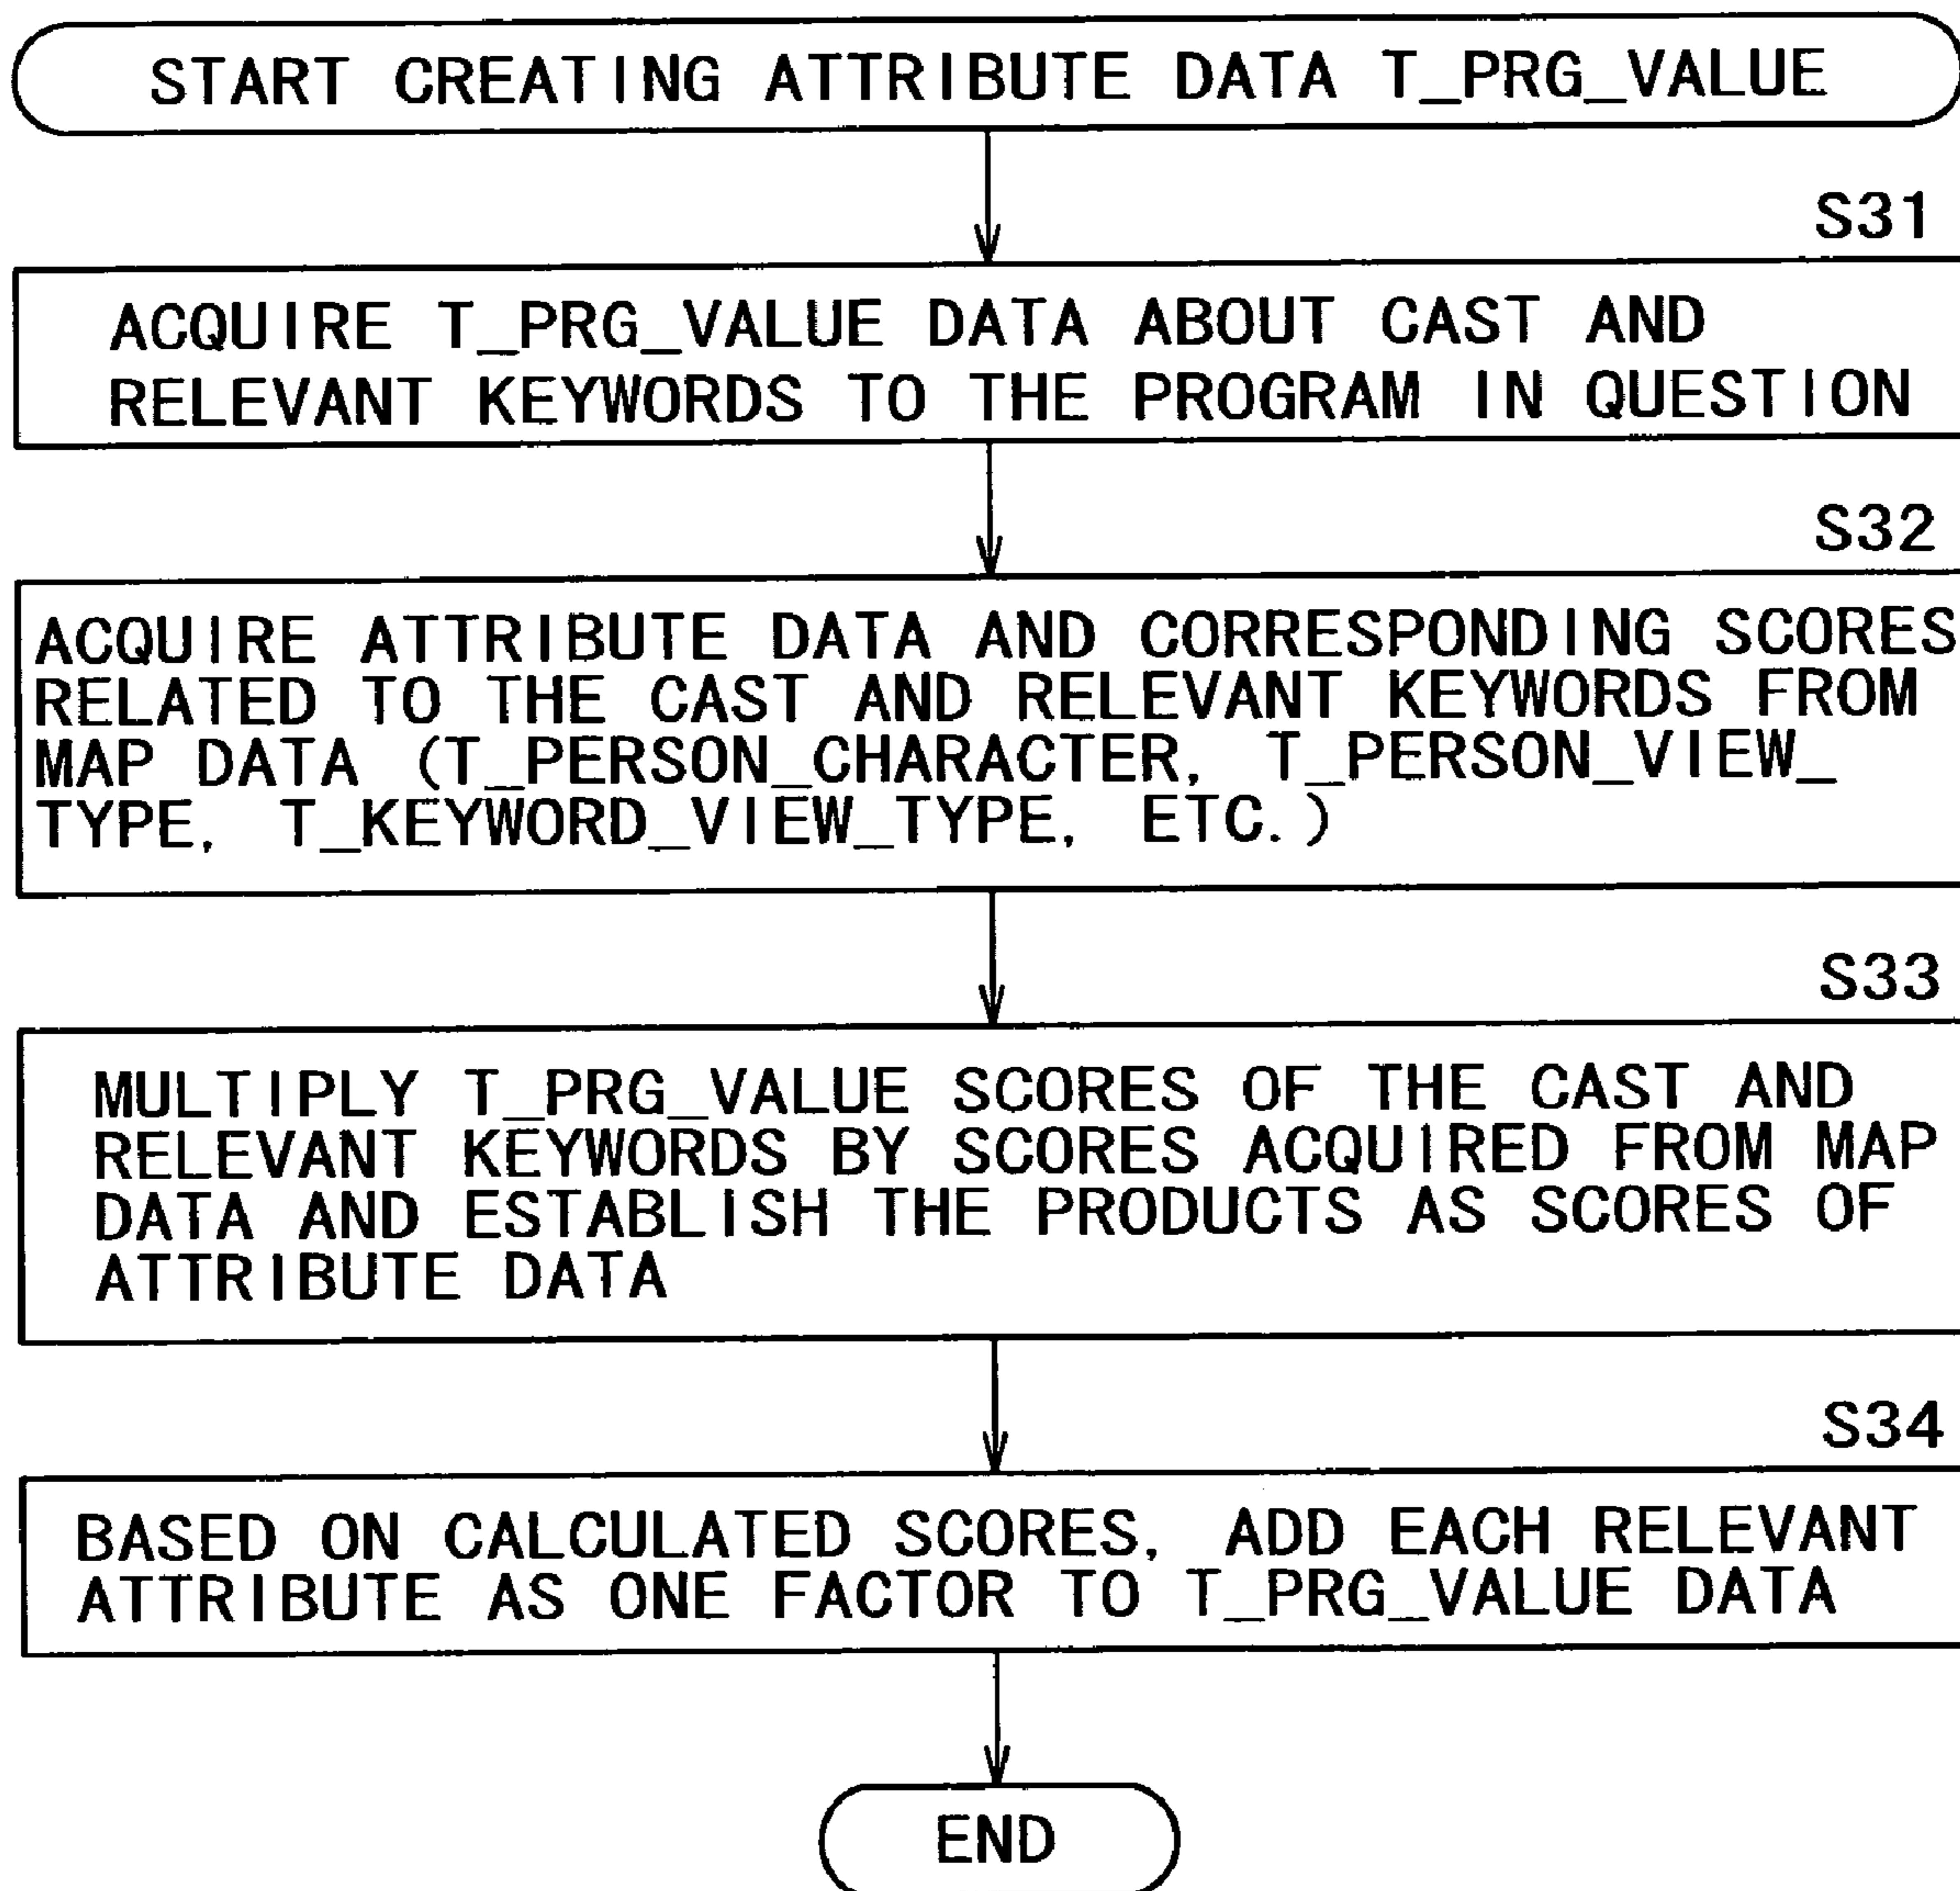 START CREATING ATTRIBUTE DATA T_PRG_VALUE
S31
ACQUIRE T_PRG_VALUE DATA ABOUT CAST AND
RELEVANT KEYWORDS TO THE PROGRAM IN QUESTION
S32
ACQUIRE ATTRIBUTE DATA AND CORRESPONDING SCORES
RELATED TO THE CAST AND RELEVANT KEYWORDS FROM
MAP DATA (T_PERSON_CHARACTER, T_PERSON_VIEW_
TYPE, T_KEYWORD_VIEW_TYPE, ETC.)
S33
MULTIPLY T_PRG_VALUE SCORES OF THE CAST AND
RELEVANT KEYWORDS BY SCORES ACQUIRED FROM MAP
DATA AND ESTABLISH THE PRODUCTS AS SCORES OF
ATTRIBUTE DATA
S34
BASED ON CALCULATED SCORES, ADD EACH RELEVANT
ATTRIBUTE AS ONE FACTOR TO T_PRG_VALUE DATA
END